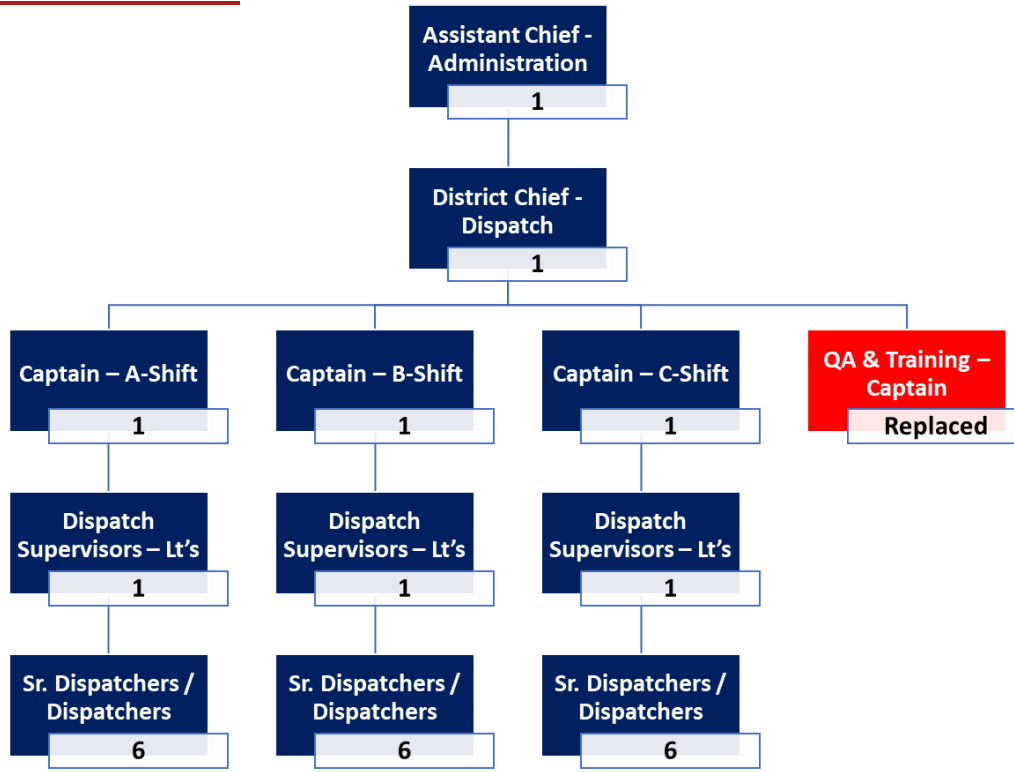 Assistant Chief -
Administration
1
District Chief -
Dispatch
1
Captain – A-Shift
1
Captain – B-Shift
1
Captain – C-Shift
1
QA & Training –
Captain
Replaced
Dispatch
Supervisors – Lt’s
1
Dispatch
Supervisors – Lt’s
1
Dispatch
Supervisors – Lt’s
1
Sr. Dispatchers /
Dispatchers
6
Sr. Dispatchers /
Dispatchers
6
Sr. Dispatchers /
Dispatchers
6